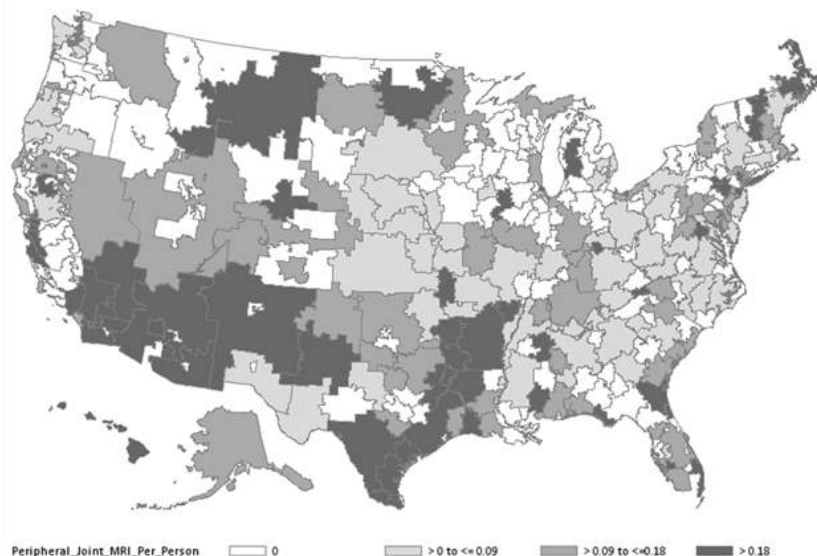 Peripheral_Joint_MRI_Per_Person 0 > 0 to <= 0.09 > 0.09 to <=0.18 > 0.18